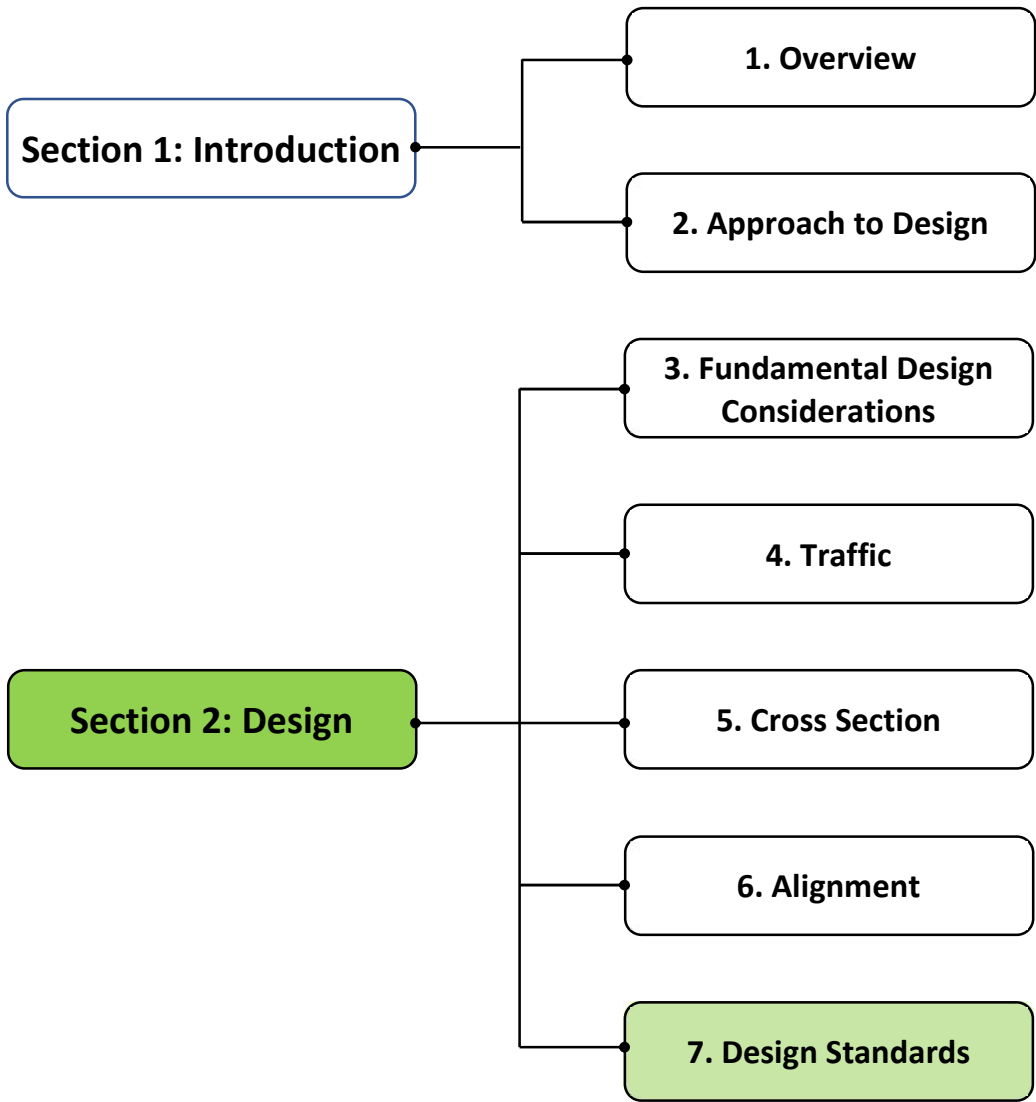 Section 1: Introduction
1. Overview
2. Approach to Design
Section 2: Design
3. Fundamental Design
Considerations
4. Traffic
5. Cross Section
6. Alignment
7. Design Standards